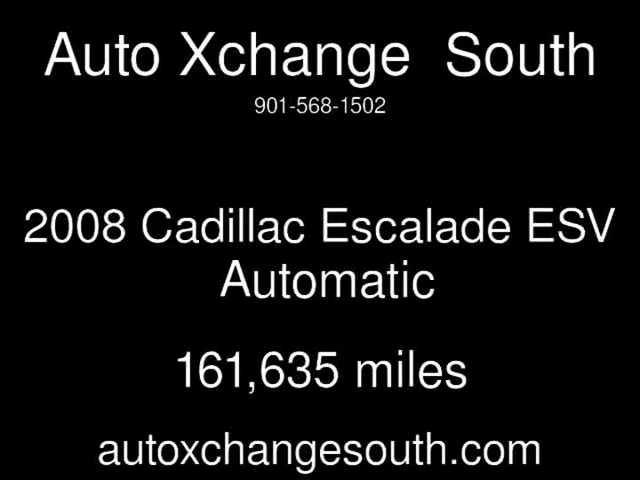 Auto Xchange South
901-568-1502
2008 Cadillac Escalade ESV
Automatic
161,635 miles
autoxchangesouth.com